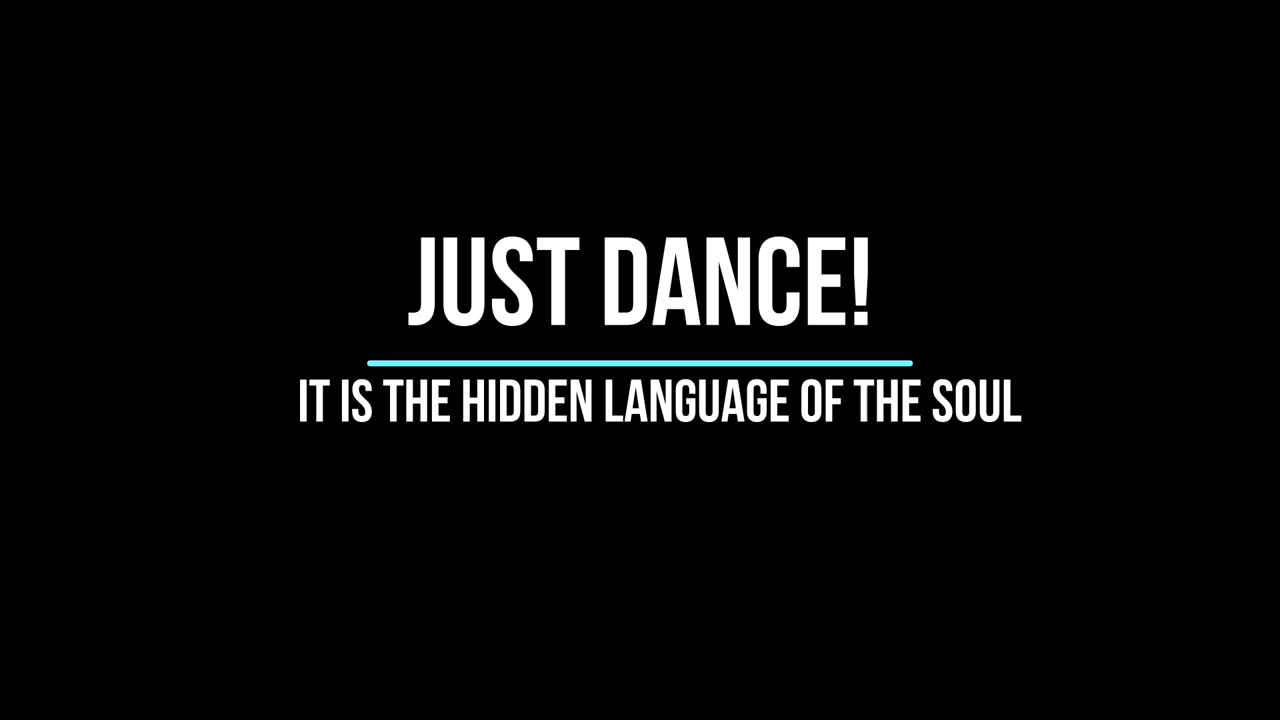 JUST DANCE!
IT IS THE HIDDEN LANGUAGE OF THE SOUL